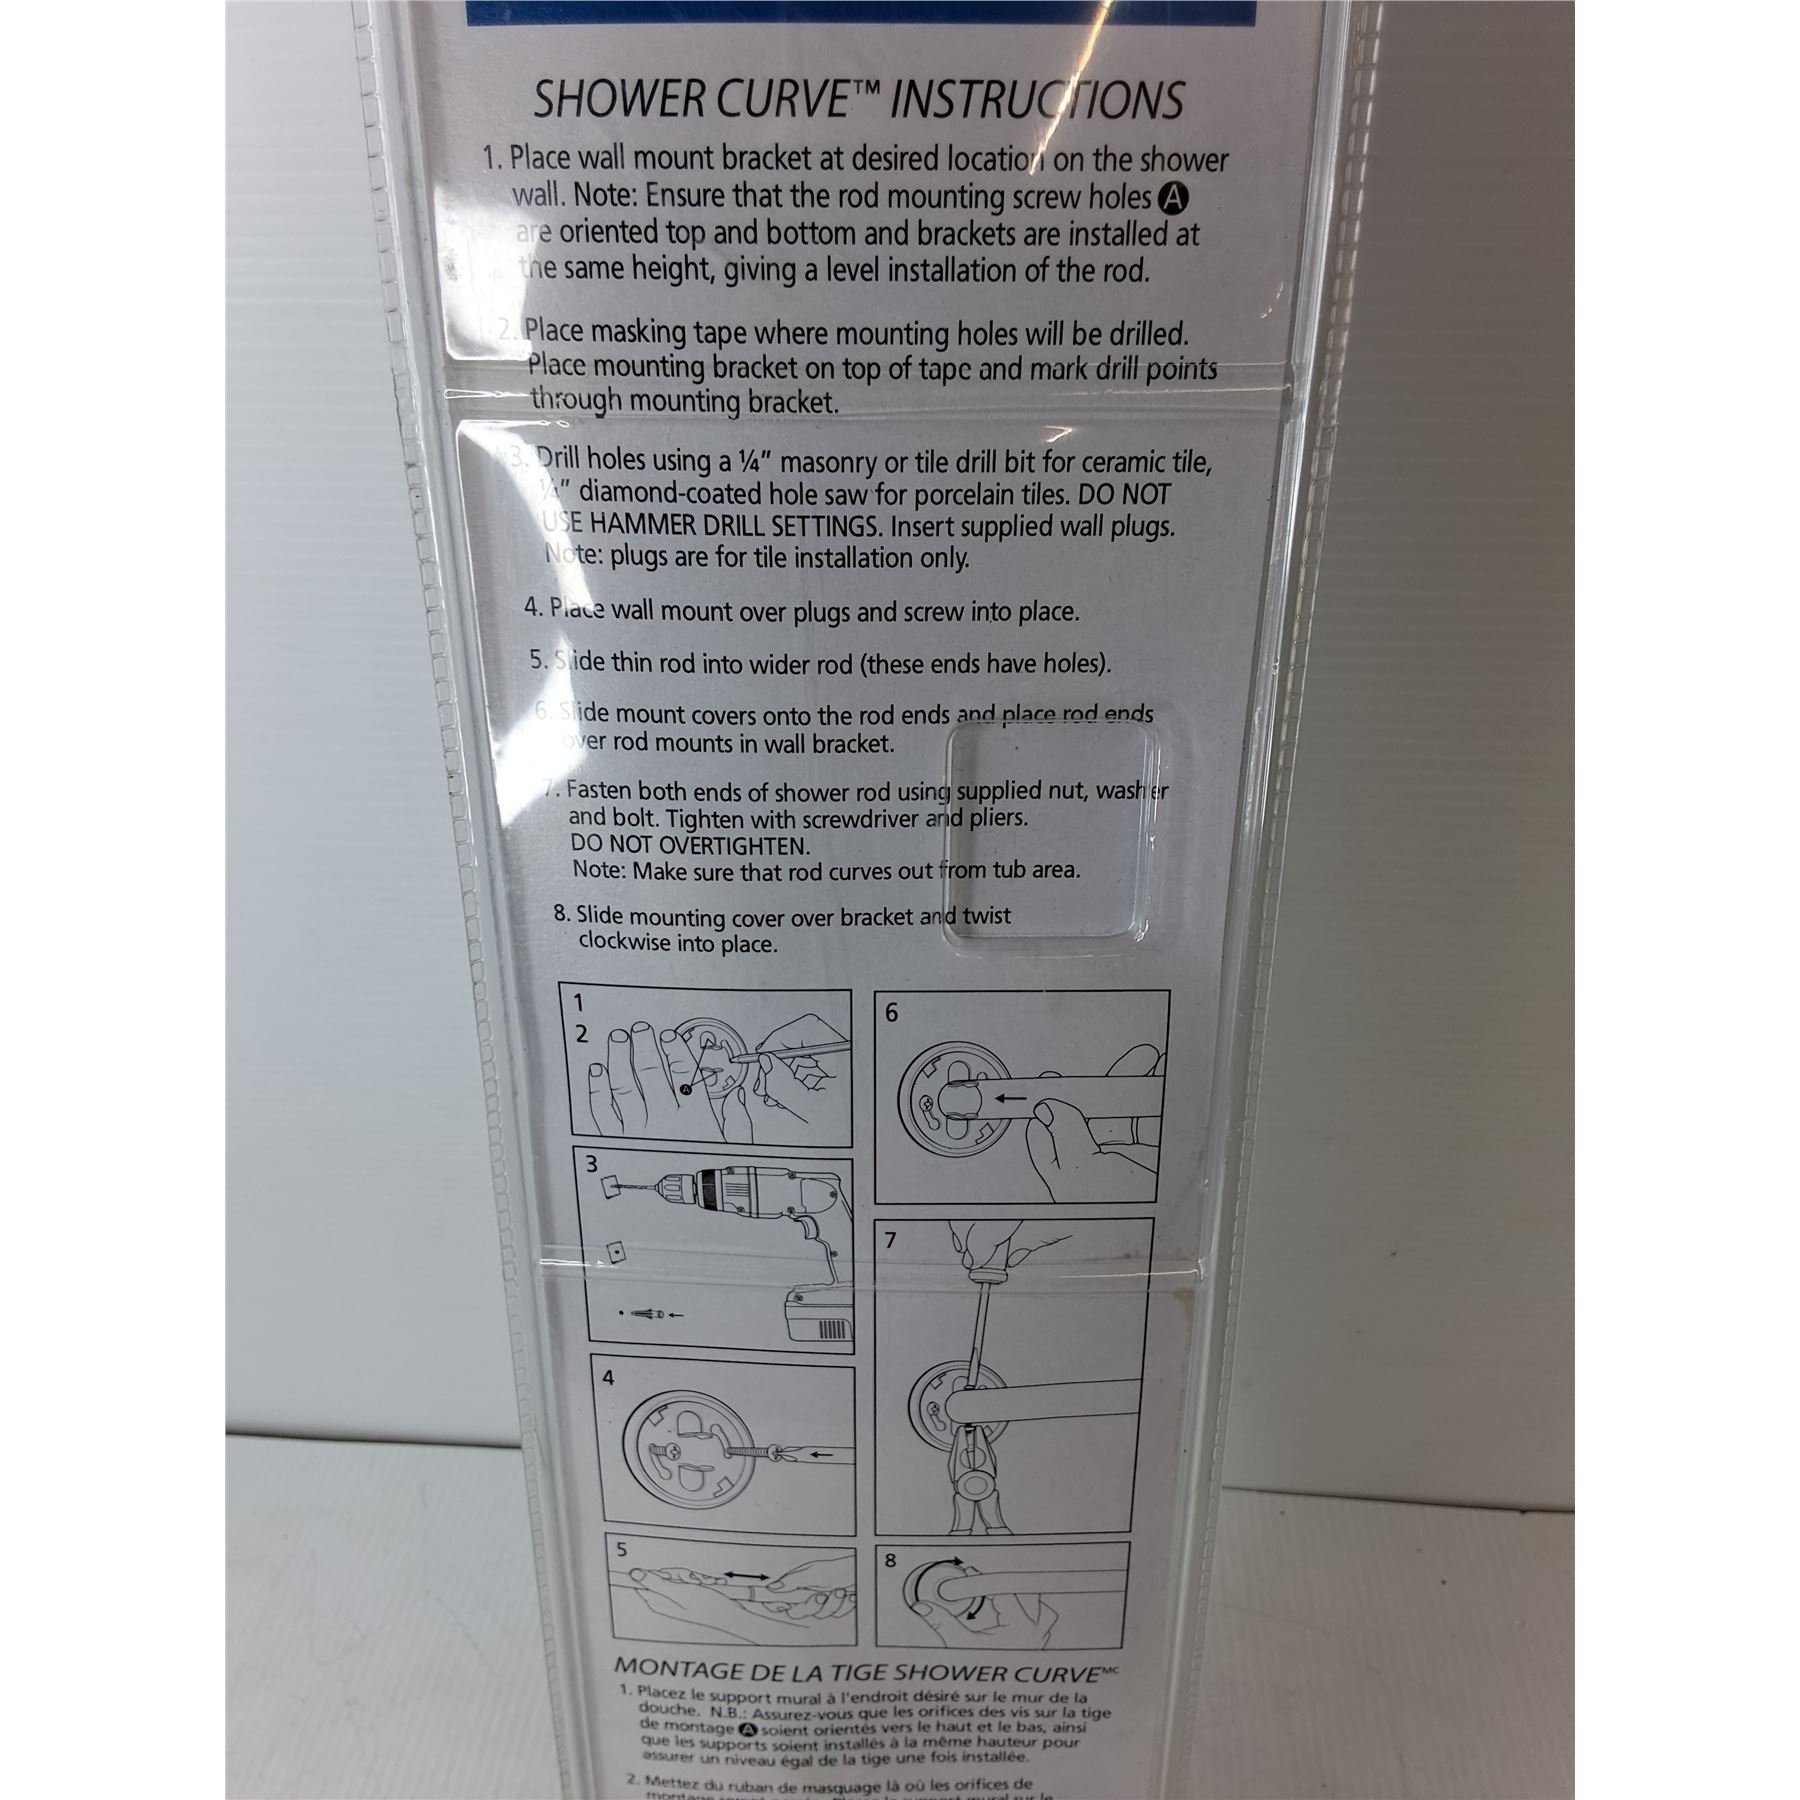 SHOWER CURVE™ INSTRUCTIONS
1. Place wall mount bracket at desired location on the shower
wall. Note: Ensure that the rod mounting screw holes A
are oriented top and bottom and brackets are installed at
the same height, giving a level installation of the rod.
2. Place masking tape where mounting holes will be drilled.
Place mounting bracket on top of tape and mark drill points
through mounting bracket.
3. Drill holes using a ¼" masonry or tile drill bit for ceramic tile,
¼" diamond-coated hole saw for porcelain tiles. DO NOT
USE HAMMER DRILL SETTINGS. Insert supplied wall plugs.
Note: plugs are for tile installation only.
4. Place wall mount over plugs and screw into place.
5. Slide thin rod into wider rod (these ends have holes).
6. Slide mount covers onto the rod ends and place rod ends
over rod mounts in wall bracket.
7. Fasten both ends of shower rod using supplied nut, washer
and bolt. Tighten with screwdriver and pliers.
DO NOT OVERTIGHTEN.
Note: Make sure that rod curves out from tub area.
8. Slide mounting cover over bracket and twist
clockwise into place.
1
2
A
3
4
5
6
7
8
MONTAGE DE LA TIGE SHOWER CURVEMC
1. Placez le support mural à l'endroit désiré sur le mur de la
douche. N.B.: Assurez-vous que les orifices des vis sur la tige
de montage A soient orientés vers le haut et le bas, ainsi
que les supports soient installés à la même hauteur pour
assurer un niveau égal de la tige une fois installée.
2. Mettez du ruban de masquage là où les orifices de